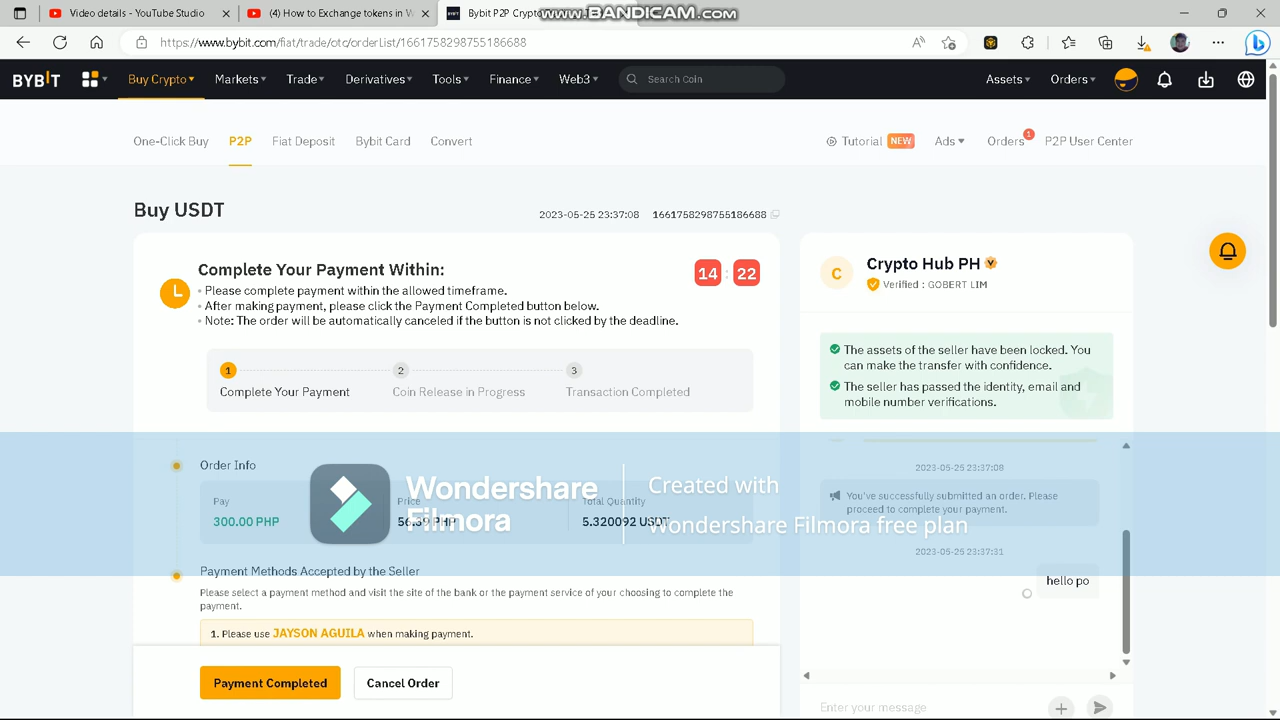 Video details - YouTube Studio
(4) How to Exchange tokens in W
Bybit P2P Crypto
www.BANDICAM.com
https://www.bybit.com/fiat/trade/otc/orderList/1661758298755186688
BYBIT
Buy Crypto
Markets
Trade
Derivatives
Tools
Finance
Web3
Search Coin
Assets
Orders
One-Click Buy
P2P
Fiat Deposit
Bybit Card
Convert
Tutorial NEW
Ads
Orders 1
P2P User Center
Buy USDT
2023-05-25 23:37:08
1661758298755186688
Complete Your Payment Within:
14 : 22
• Please complete payment within the allowed timeframe.
• After making payment, please click the Payment Completed button below.
• Note: The order will be automatically canceled if the button is not clicked by the deadline.
1 2 3
Complete Your Payment
Coin Release in Progress
Transaction Completed
C
Crypto Hub PH
Verified : GOBERT LIM
The assets of the seller have been locked. You
can make the transfer with confidence.
The seller has passed the identity, email and
mobile number verifications.
Order Info
Pay
300.00 PHP
Price
Total Quantity
5.320092 USDT
Wondershare
Filmora
Created with
Wondershare Filmora free plan
2023-05-25 23:37:08
You've successfully submitted an order. Please
proceed to complete your payment.
2023-05-25 23:37:31
hello po
Payment Methods Accepted by the Seller
Please select a payment method and visit the site of the bank or the payment service of your choosing to complete the
payment.
1. Please use JAYSON AGUILA when making payment.
Payment Completed
Cancel Order
Enter your message